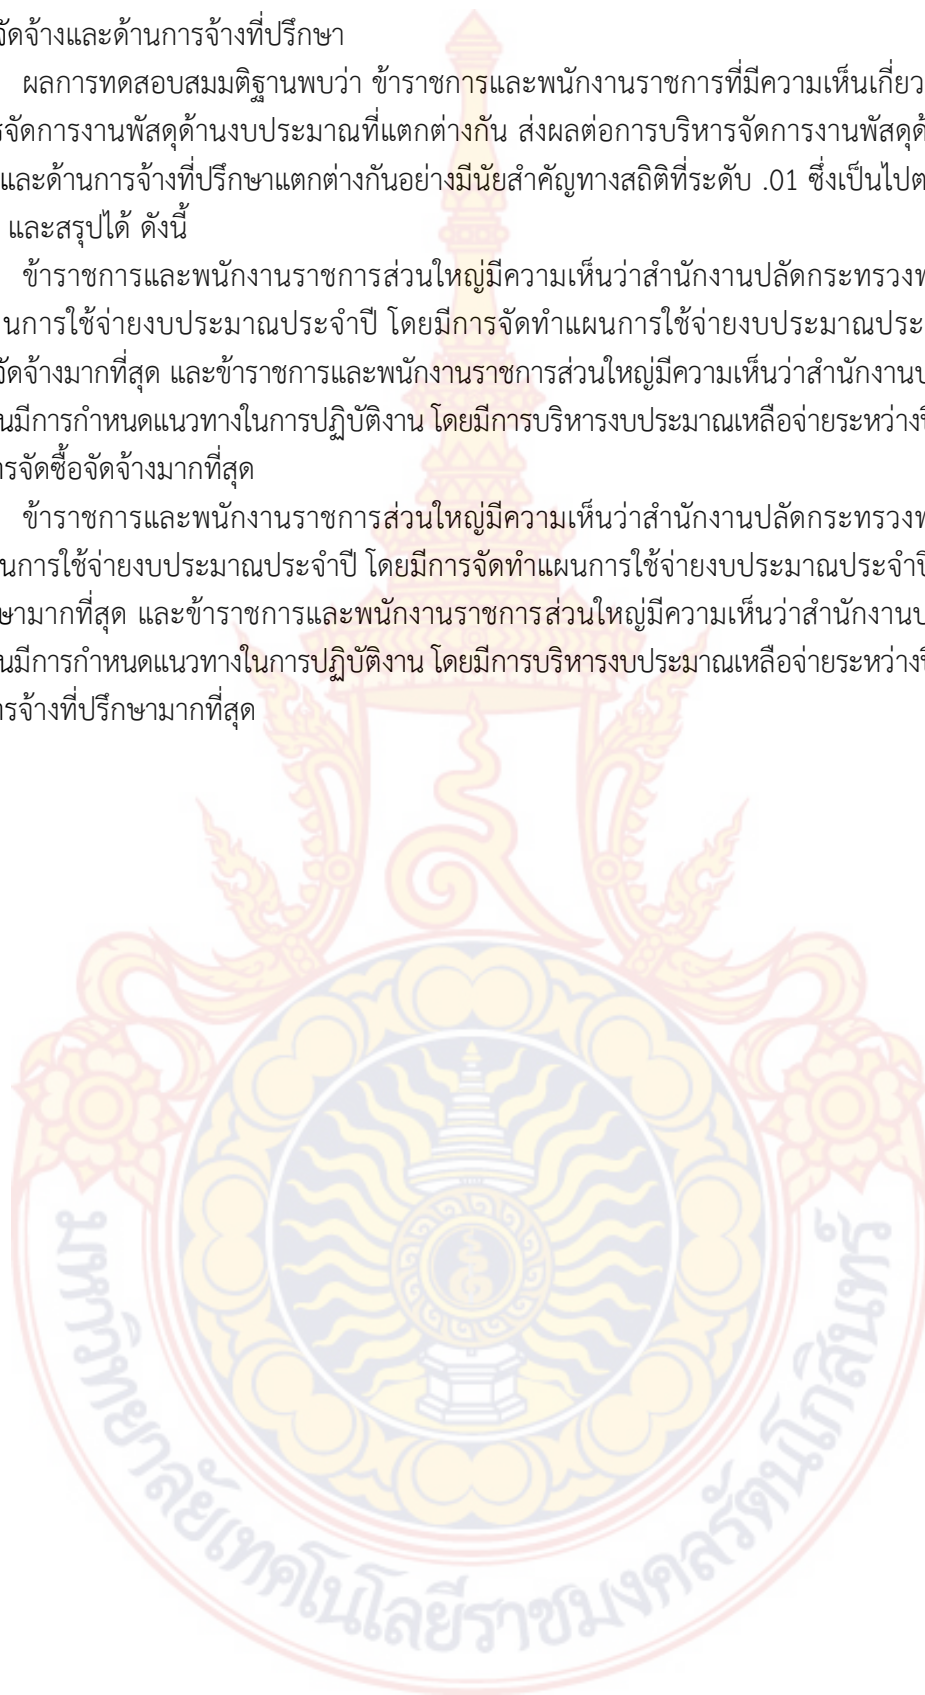 จัดจ้างและด้านการจ้างที่ปรึกษา
ผลการทดสอบสมมติฐานพบว่า ข้าราชการและพนักงานราชการที่มีความเห็นเกี่ยว
จัดการงานพัสดุด้านงบประมาณที่แตกต่างกัน ส่งผลต่อการบริหารจัดการงานพัสดุด้
และด้านการจ้างที่ปรึกษาแตกต่างกันอย่างมีนัยสำคัญทางสถิติที่ระดับ .01 ซึ่งเป็นไปต
และสรุปได้ ดังนี้
ข้าราชการและพนักงานราชการส่วนใหญ่มีความเห็นว่าสำนักงานปลัดกระทรวงพ
นการใช้จ่ายงบประมาณประจำปี โดยมีการจัดทำแผนการใช้จ่ายงบประมาณประ
จัดจ้างมากที่สุด และข้าราชการและพนักงานราชการส่วนใหญ่มีความเห็นว่าสำนักงานป
นมีการกำหนดแนวทางในการปฏิบัติงาน โดยมีการบริหารงบประมาณเหลือจ่ายระหว่างปี
ารจัดซื้อจัดจ้างมากที่สุด
ข้าราชการและพนักงานราชการส่วนใหญ่มีความเห็นว่าสำนักงานปลัดกระทรวงพ
นการใช้จ่ายงบประมาณประจำปี โดยมีการจัดทำแผนการใช้จ่ายงบประมาณประจำปี
ษามากที่สุด และข้าราชการและพนักงานราชการส่วนใหญ่มีความเห็นว่าสำนักงานป
นมีการกำหนดแนวทางในการปฏิบัติงาน โดยมีการบริหารงบประมาณเหลือจ่ายระหว่างปี
ารจ้างที่ปรึกษามากที่สุด
มหาวิทยาลัยเทคโนโลยีราชมงคลรัตนโกสินทร์